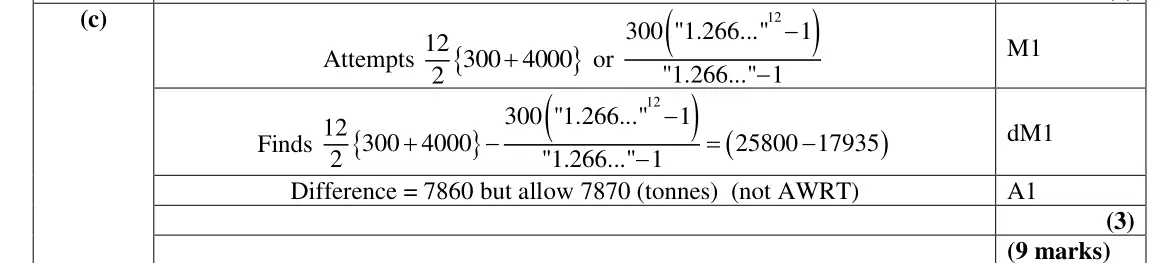 (c)
Attempts 12/2 {300 + 4000} or 300("1.266..."^12 − 1) / "1.266..."−1
M1
Finds 12/2 {300 + 4000} − 300("1.266..."^12 − 1) / "1.266..."−1 = (25800 − 17935)
dM1
Difference = 7860 but allow 7870 (tonnes) (not AWRT)
A1
(3)
(9 marks)